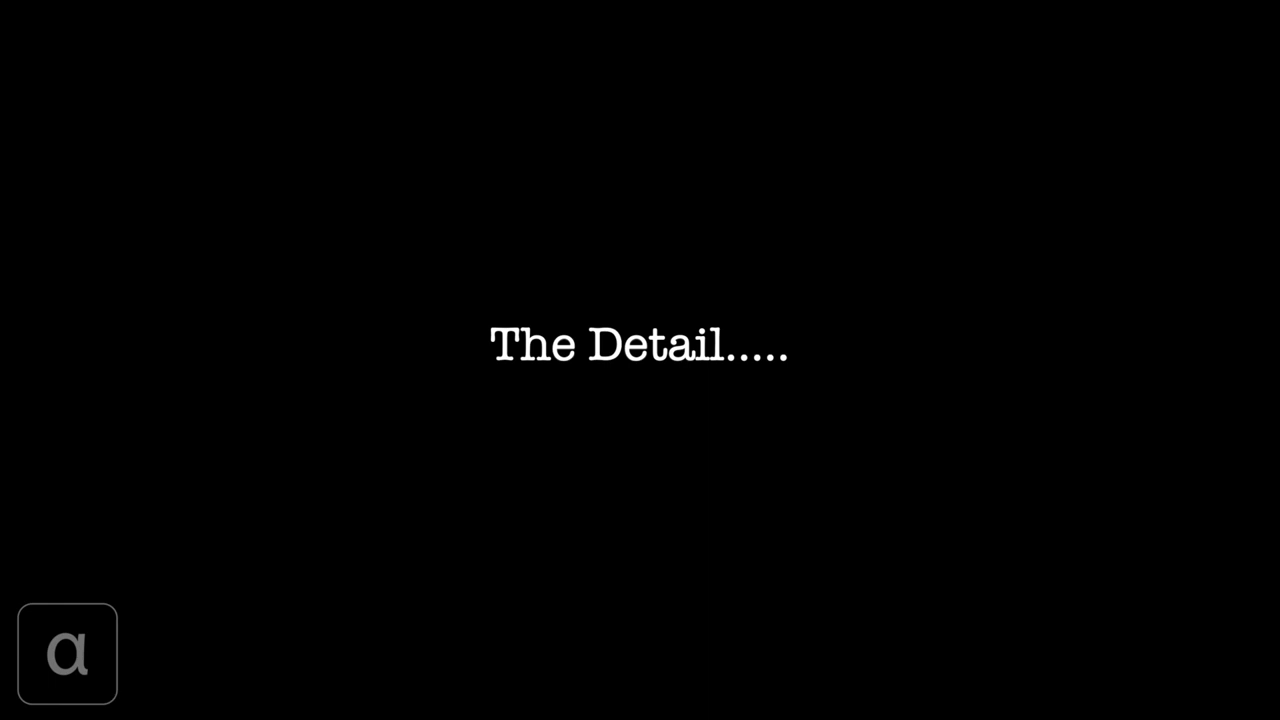 The Detail.....
α